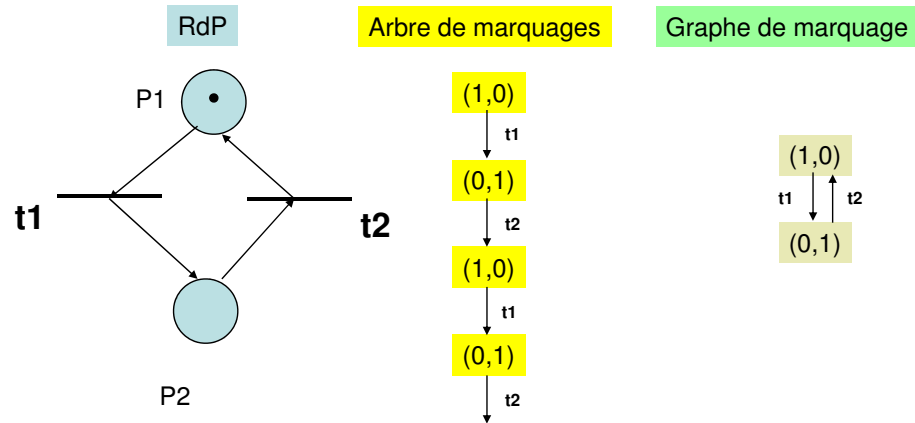 RdP
P1
t1
t2
P2
Arbre de marquages
(1,0)
t1
(0,1)
t2
(1,0)
t1
(0,1)
t2
Graphe de marquage
(1,0)
t1 t2
(0,1)